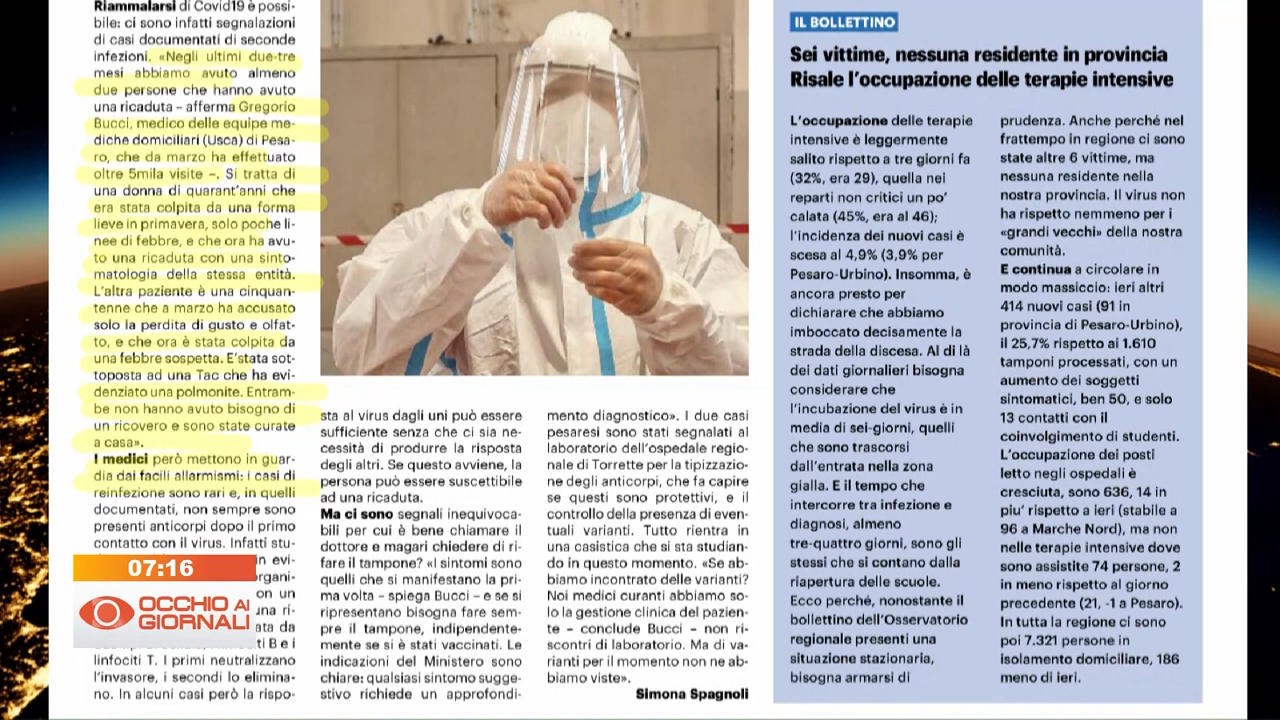 Riammalarsi di Covid19 è possi-
bile: ci sono infatti segnalazioni
di casi documentati di seconde
infezioni. «Negli ultimi due-tre
mesi abbiamo avuto almeno
due persone che hanno avuto
una ricaduta – afferma Gregorio
Bucci, medico delle equipe me-
diche domiciliari (Usca) di Pesa-
ro, che da marzo ha effettuato
oltre 5mila visite –. Si tratta di
una donna di quarant'anni che
era stata colpita da una forma
lieve in primavera, solo poche li-
nee di febbre, e che ora ha avu-
to una ricaduta con una sinto-
matologia della stessa entità.
L'altra paziente è una cinquan-
tenne che a marzo ha accusato
solo la perdita di gusto e olfat-
to, e che ora è stata colpita da
una febbre sospetta. E'stata sot-
toposta ad una Tac che ha evi-
denziato una polmonite. Entram-
be non hanno avuto bisogno di
un ricovero e sono state curate
a casa».
I medici però mettono in guar-
dia dai facili allarmismi: i casi di
reinfezione sono rari e, in quelli
documentati, non sempre sono
presenti anticorpi dopo il primo
contatto con il virus. Infatti stu-
in evi-
organi-
on un
una ri-
ata da
ti B e i
linfociti T. I primi neutralizzano
l'invasore, i secondi lo elimina-
no. In alcuni casi però la rispo-
sta al virus dagli uni può essere
sufficiente senza che ci sia ne-
cessità di produrre la risposta
degli altri. Se questo avviene, la
persona può essere suscettibile
ad una ricaduta.
Ma ci sono segnali inequivoca-
bili per cui è bene chiamare il
dottore e magari chiedere di ri-
fare il tampone? «I sintomi sono
quelli che si manifestano la pri-
ma volta – spiega Bucci – e se si
ripresentano bisogna fare sem-
pre il tampone, indipendente-
mente se si è stati vaccinati. Le
indicazioni del Ministero sono
chiare: qualsiasi sintomo sugge-
stivo richiede un approfondi-
mento diagnostico». I due casi
pesaresi sono stati segnalati al
laboratorio dell'ospedale regio-
nale di Torrette per la tipizzazio-
ne degli anticorpi, che fa capire
se questi sono protettivi, e il
controllo della presenza di even-
tuali varianti. Tutto rientra in
una casistica che si sta studian-
do in questo momento. «Se ab-
biamo incontrato delle varianti?
Noi medici curanti abbiamo so-
lo la gestione clinica del pazien-
te – conclude Bucci – non ri-
scontri di laboratorio. Ma di va-
rianti per il momento non ne ab-
biamo viste».
Simona Spagnoli
IL BOLLETTINO
Sei vittime, nessuna residente in provincia
Risale l'occupazione delle terapie intensive
L'occupazione delle terapie
intensive è leggermente
salito rispetto a tre giorni fa
(32%, era 29), quella nei
reparti non critici un po'
calata (45%, era al 46);
l'incidenza dei nuovi casi è
scesa al 4,9% (3,9% per
Pesaro-Urbino). Insomma, è
ancora presto per
dichiarare che abbiamo
imboccato decisamente la
strada della discesa. Al di là
dei dati giornalieri bisogna
considerare che
l'incubazione del virus è in
media di sei-giorni, quelli
che sono trascorsi
dall'entrata nella zona
gialla. E il tempo che
intercorre tra infezione e
diagnosi, almeno
tre-quattro giorni, sono gli
stessi che si contano dalla
riapertura delle scuole.
Ecco perché, nonostante il
bollettino dell'Osservatorio
regionale presenti una
situazione stazionaria,
bisogna armarsi di
prudenza. Anche perché nel
frattempo in regione ci sono
state altre 6 vittime, ma
nessuna residente nella
nostra provincia. Il virus non
ha rispetto nemmeno per i
«grandi vecchi» della nostra
comunità.
E continua a circolare in
modo massiccio: ieri altri
414 nuovi casi (91 in
provincia di Pesaro-Urbino),
il 25,7% rispetto ai 1.610
tamponi processati, con un
aumento dei soggetti
sintomatici, ben 50, e solo
13 contatti con il
coinvolgimento di studenti.
L'occupazione dei posti
letto negli ospedali è
cresciuta, sono 636, 14 in
piu' rispetto a ieri (stabile a
96 a Marche Nord), ma non
nelle terapie intensive dove
sono assistite 74 persone, 2
in meno rispetto al giorno
precedente (21, -1 a Pesaro).
In tutta la regione ci sono
poi 7.321 persone in
isolamento domiciliare, 186
meno di ieri.
07:16
OCCHIO AI
GIORNALI